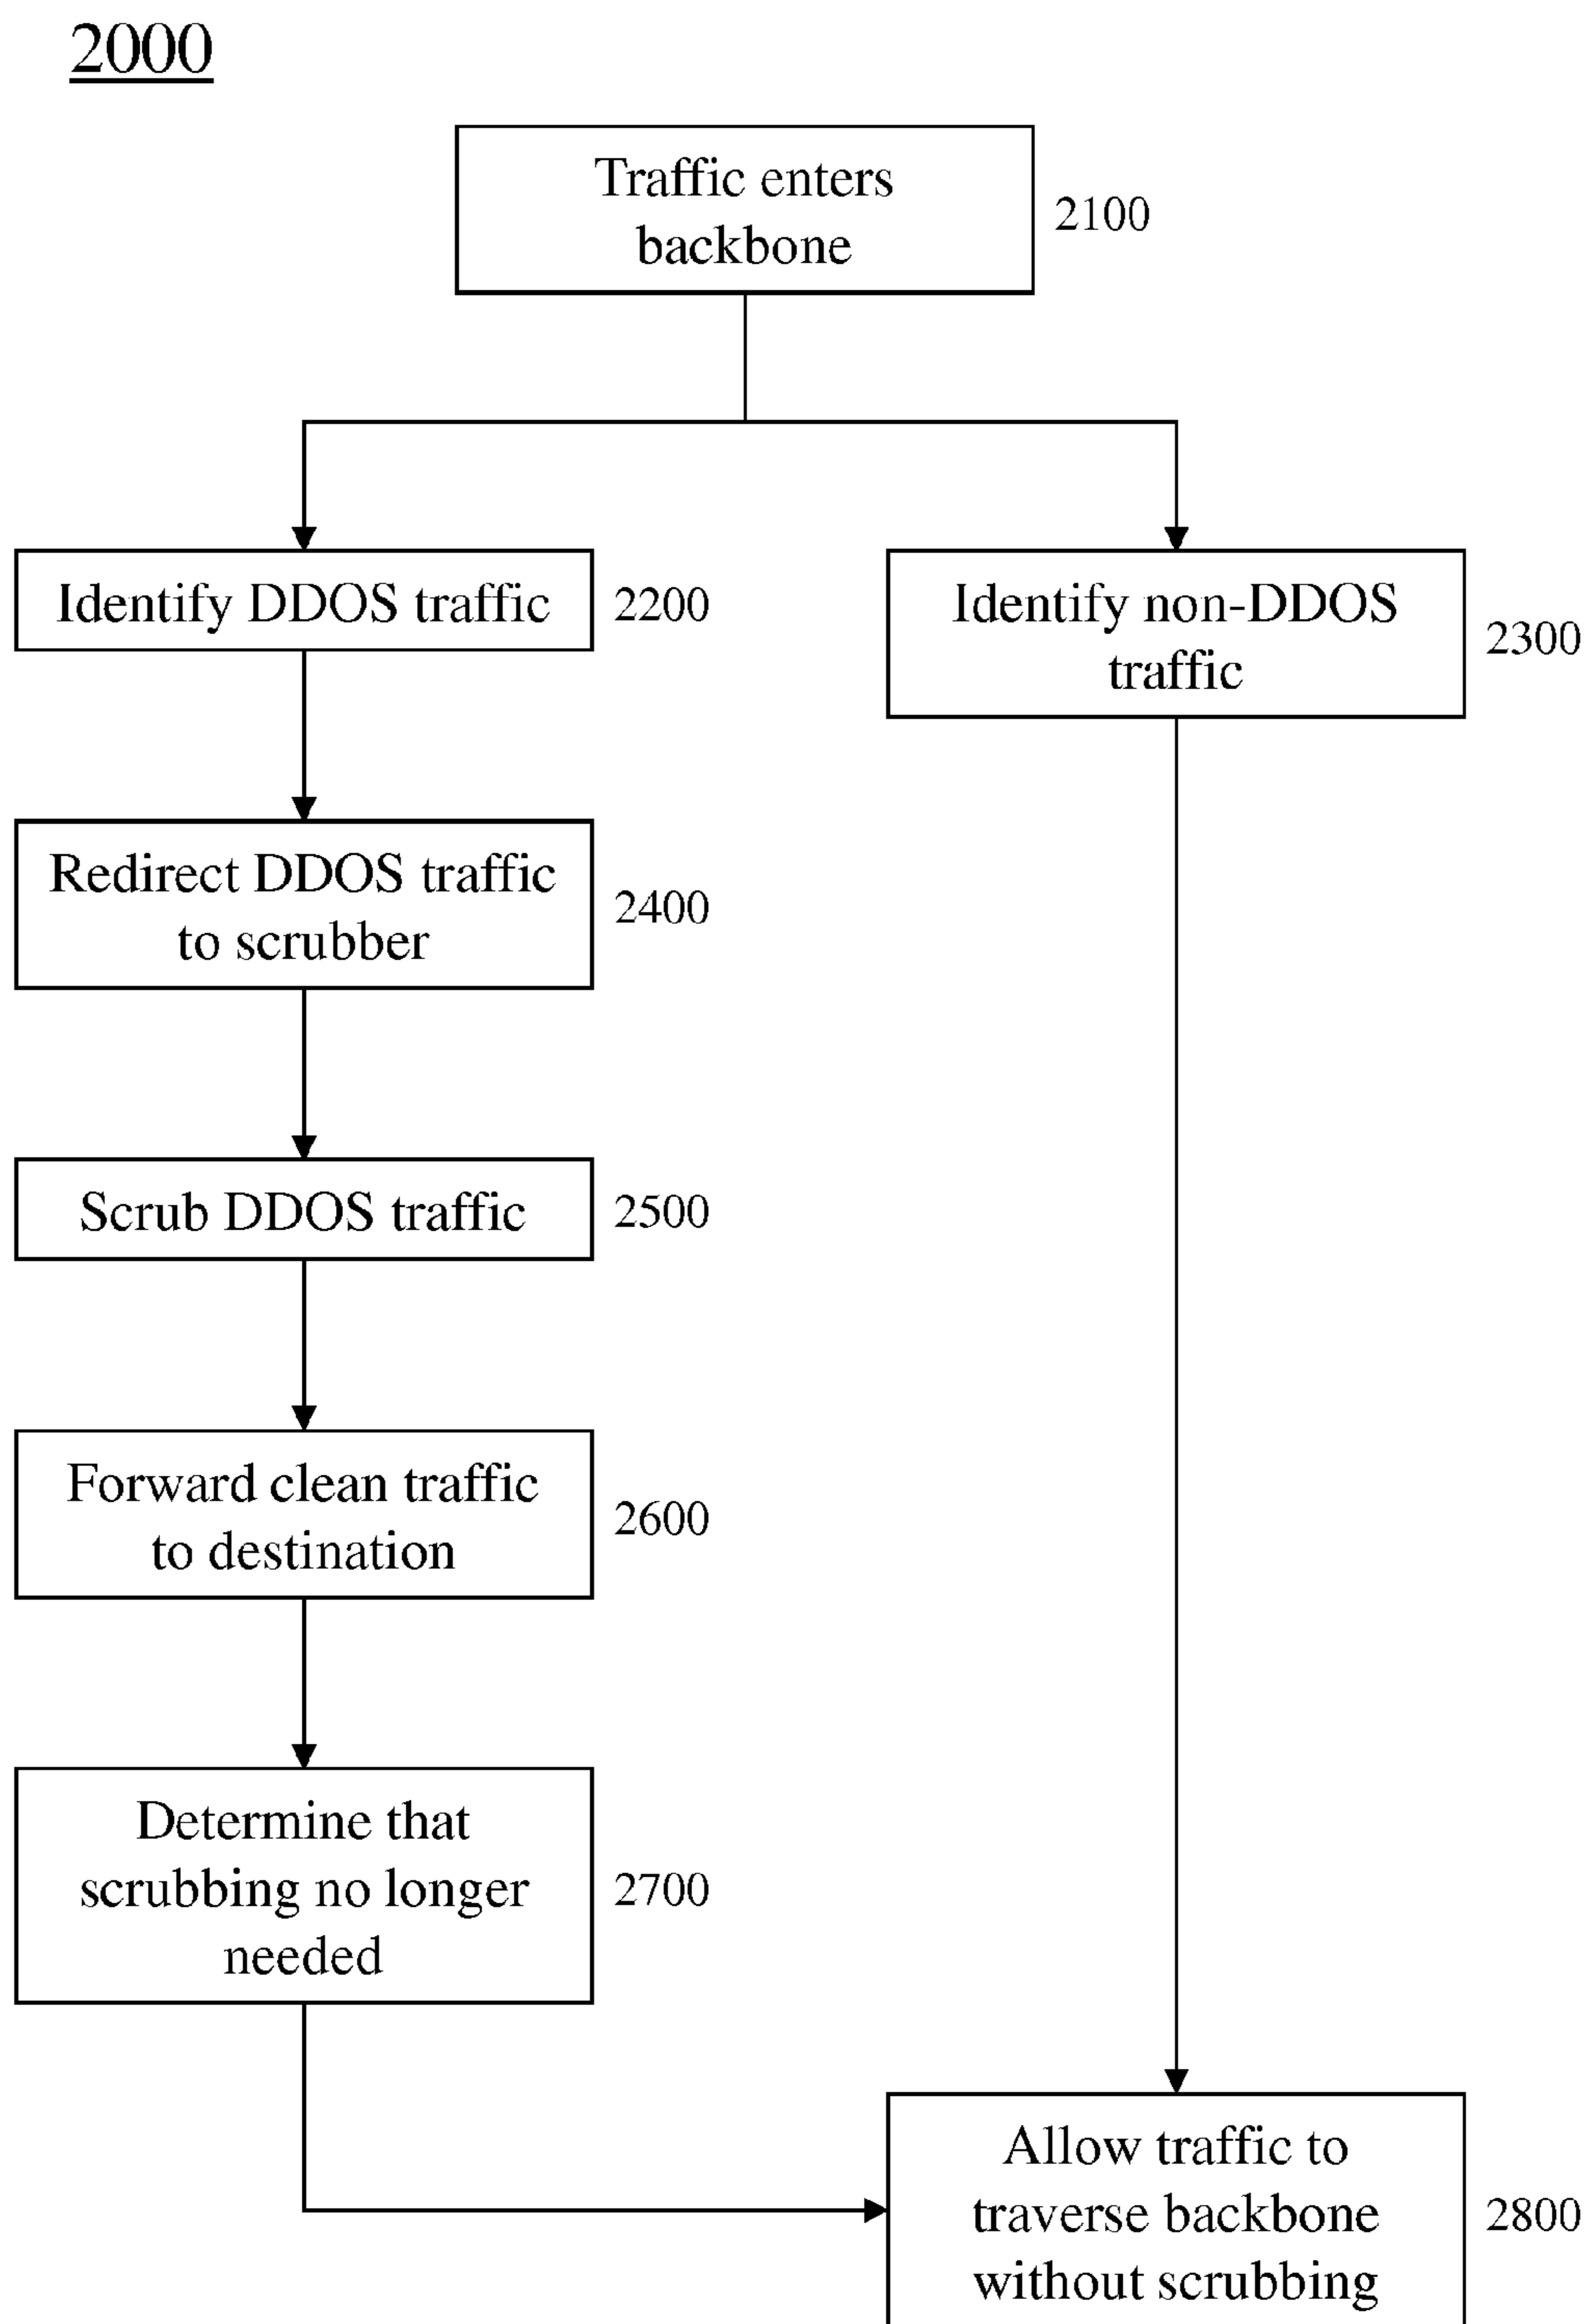 2000
Traffic enters
backbone
2100
Identify DDOS traffic
2200
Identify non-DDOS
traffic
2300
Redirect DDOS traffic
to scrubber
2400
Scrub DDOS traffic
2500
Forward clean traffic
to destination
2600
Determine that
scrubbing no longer
needed
2700
Allow traffic to
traverse backbone
without scrubbing
2800